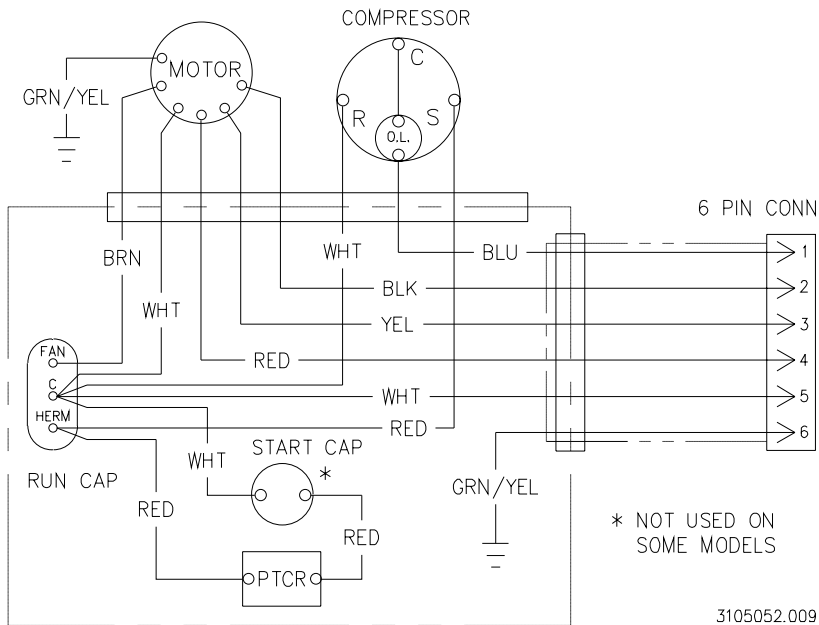 COMPRESSOR
MOTOR
C
GRN/YEL
R
S
O.L.
6 PIN CONN
BRN
WHT
BLU
1
BLK
2
WHT
YEL
3
FAN
RED
4
C
WHT
5
HERM
RED
6
START CAP
WHT
*
RUN CAP
GRN/YEL
RED
RED
* NOT USED ON
SOME MODELS
PTCR
3105052.009